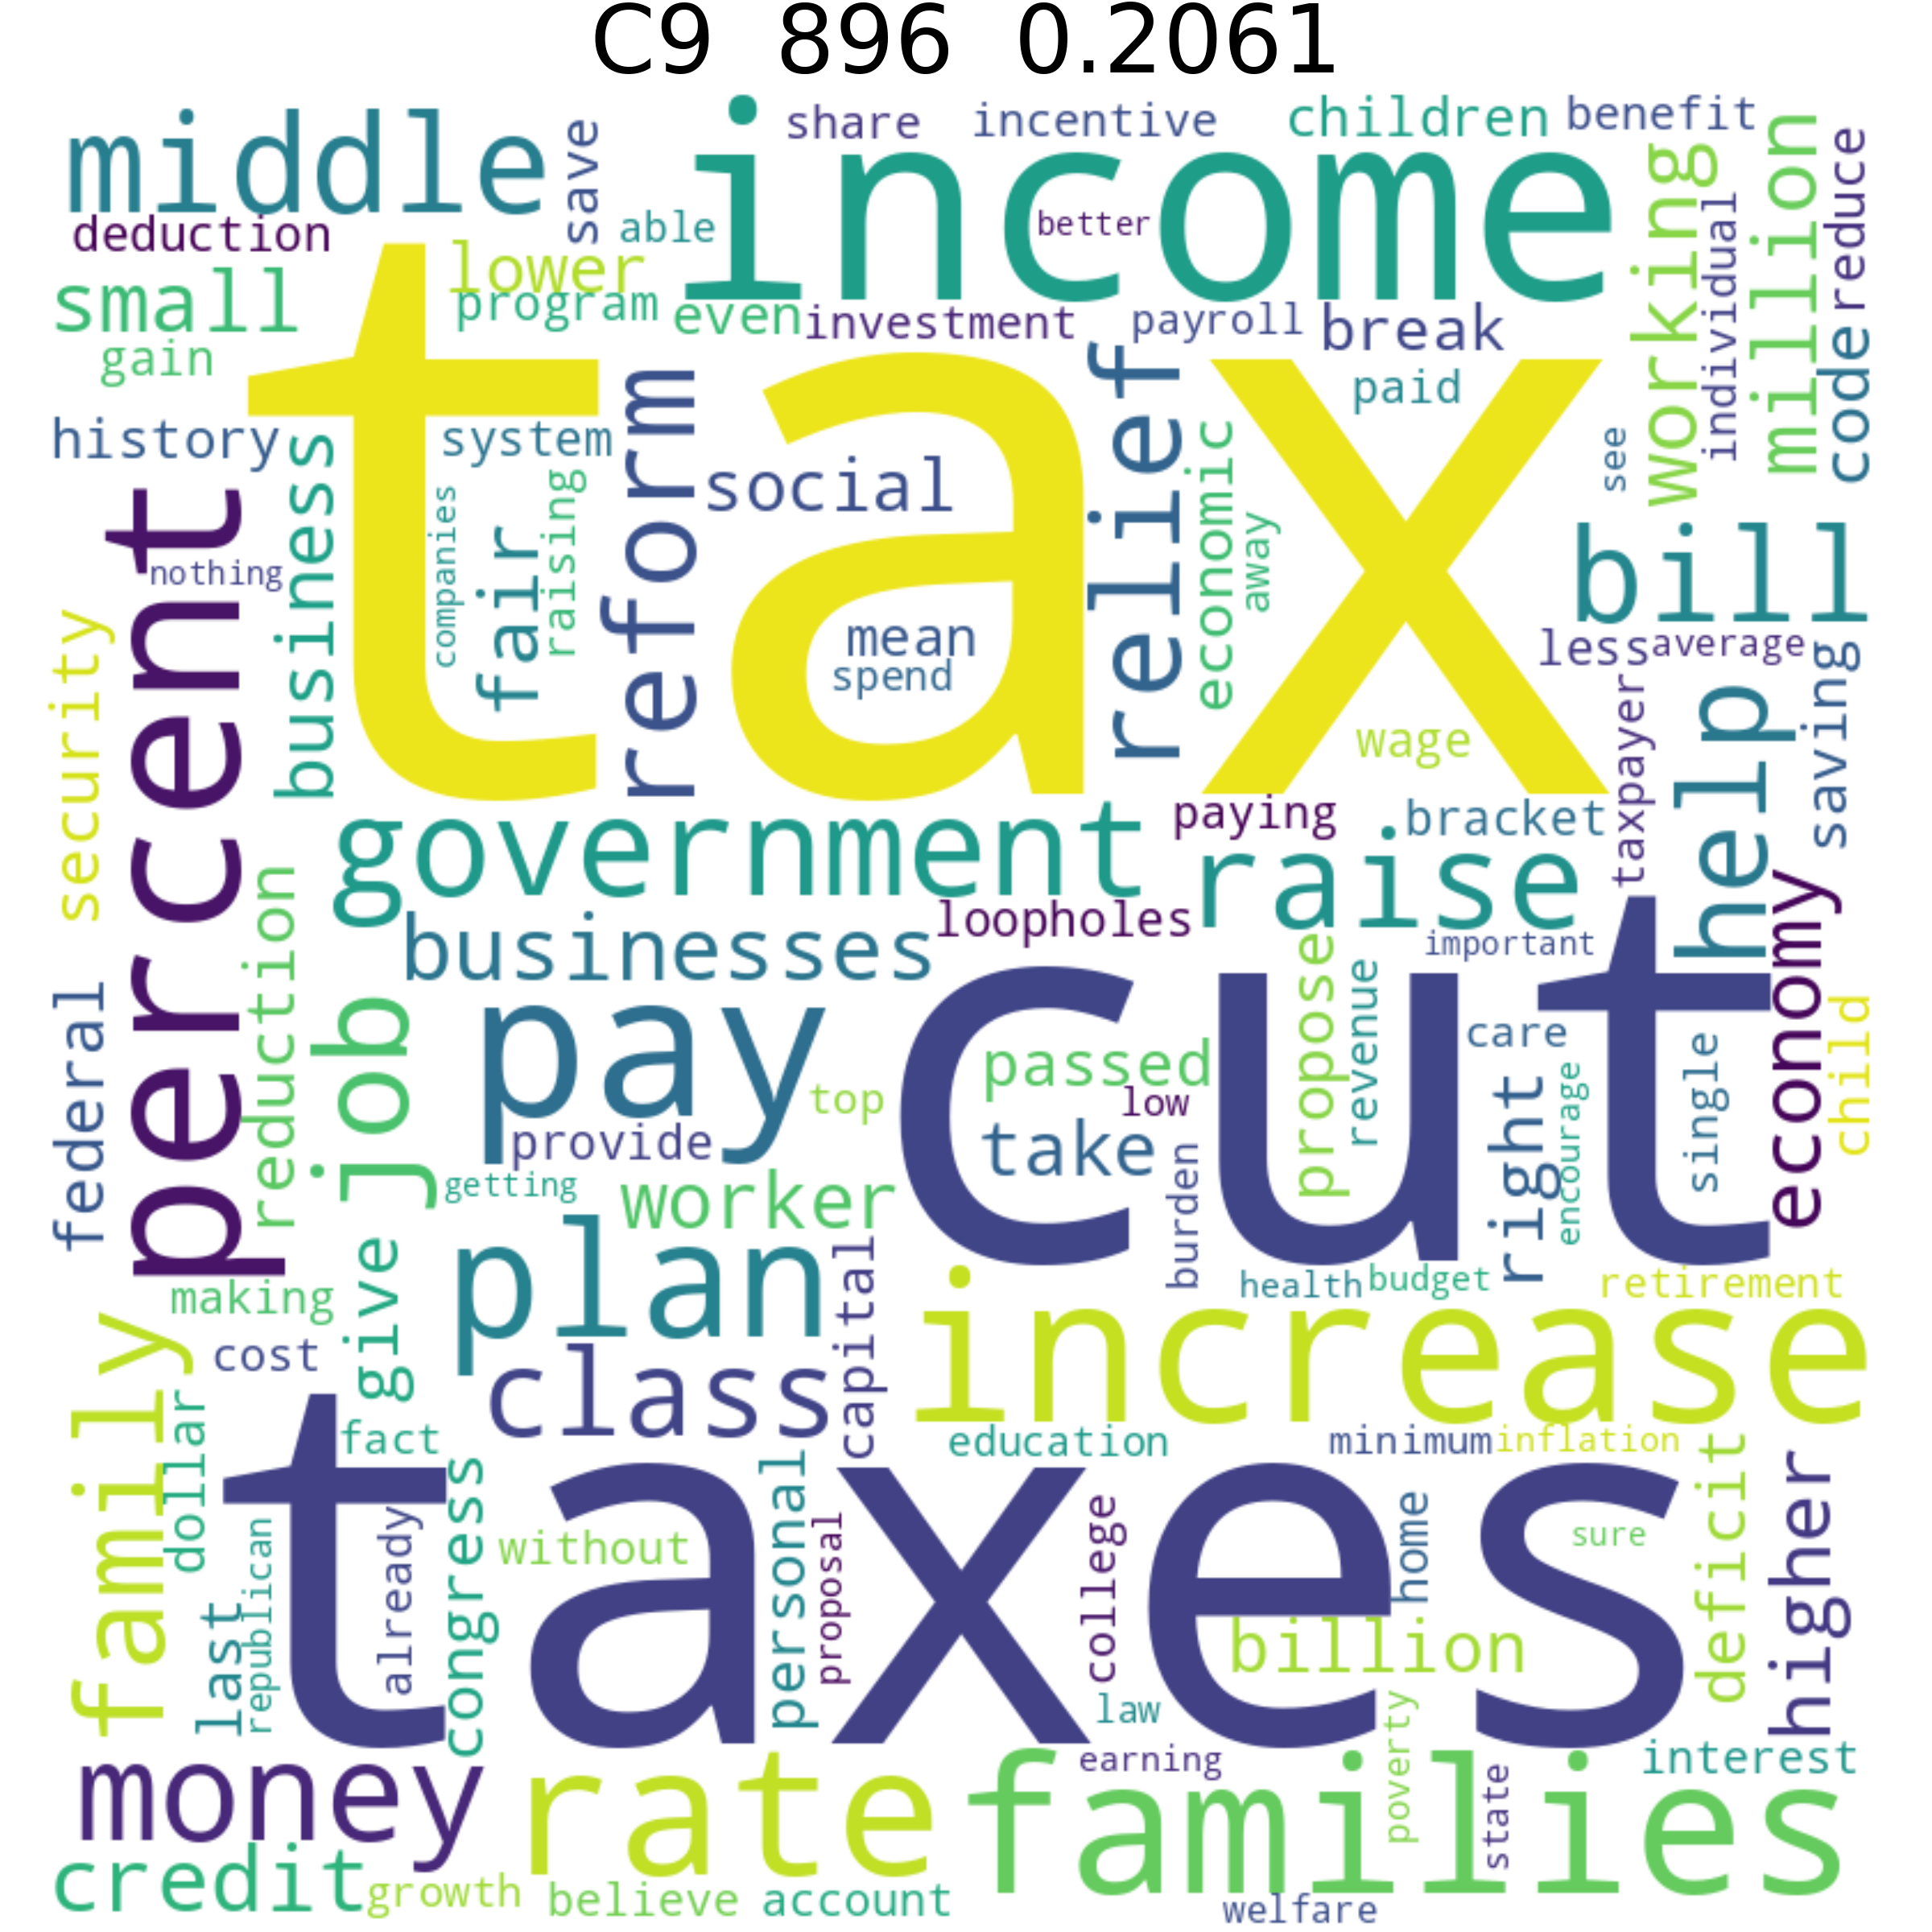 C9 896 0.2061
middle
save
share
incentive
children
benefit
income
better
working
individual
million
reduce
code
deduction
able
lower
small
program
even
investment
payroll
break
gain
tax
paid
history
system
reform
social
relief
economic
away
see
business
companies
fair
raising
percent
nothing
bill
mean
spend
less
average
security
wage
taxpayer
help
saving
government
paying
bracket
raise
reduction
businesses
loopholes
important
economy
cut
propose
revenue
federal
job
pay
passed
care
child
top
low
take
right
encourage
single
provide
burden
getting
worker
plan
capital
health
budget
retirement
making
give
increase
family
cost
class
dollar
fact
education
minimum
inflation
deficit
higher
taxes
congress
personal
already
without
proposal
college
home
sure
last
republican
billion
law
poverty
money
rate
families
earning
state
interest
credit
growth
believe
account
welfare